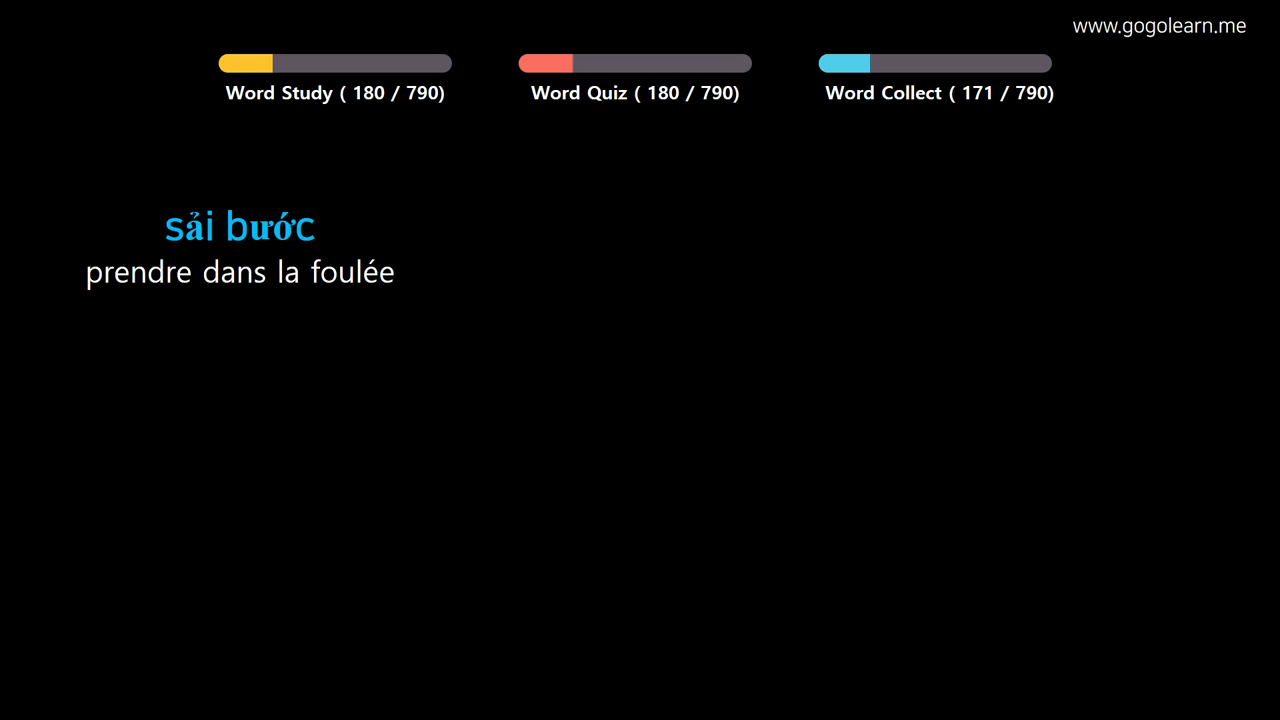 www.gogolearn.me
Word Study ( 180 / 790)
Word Quiz ( 180 / 790)
Word Collect ( 171 / 790)
sải bước
prendre dans la foulée